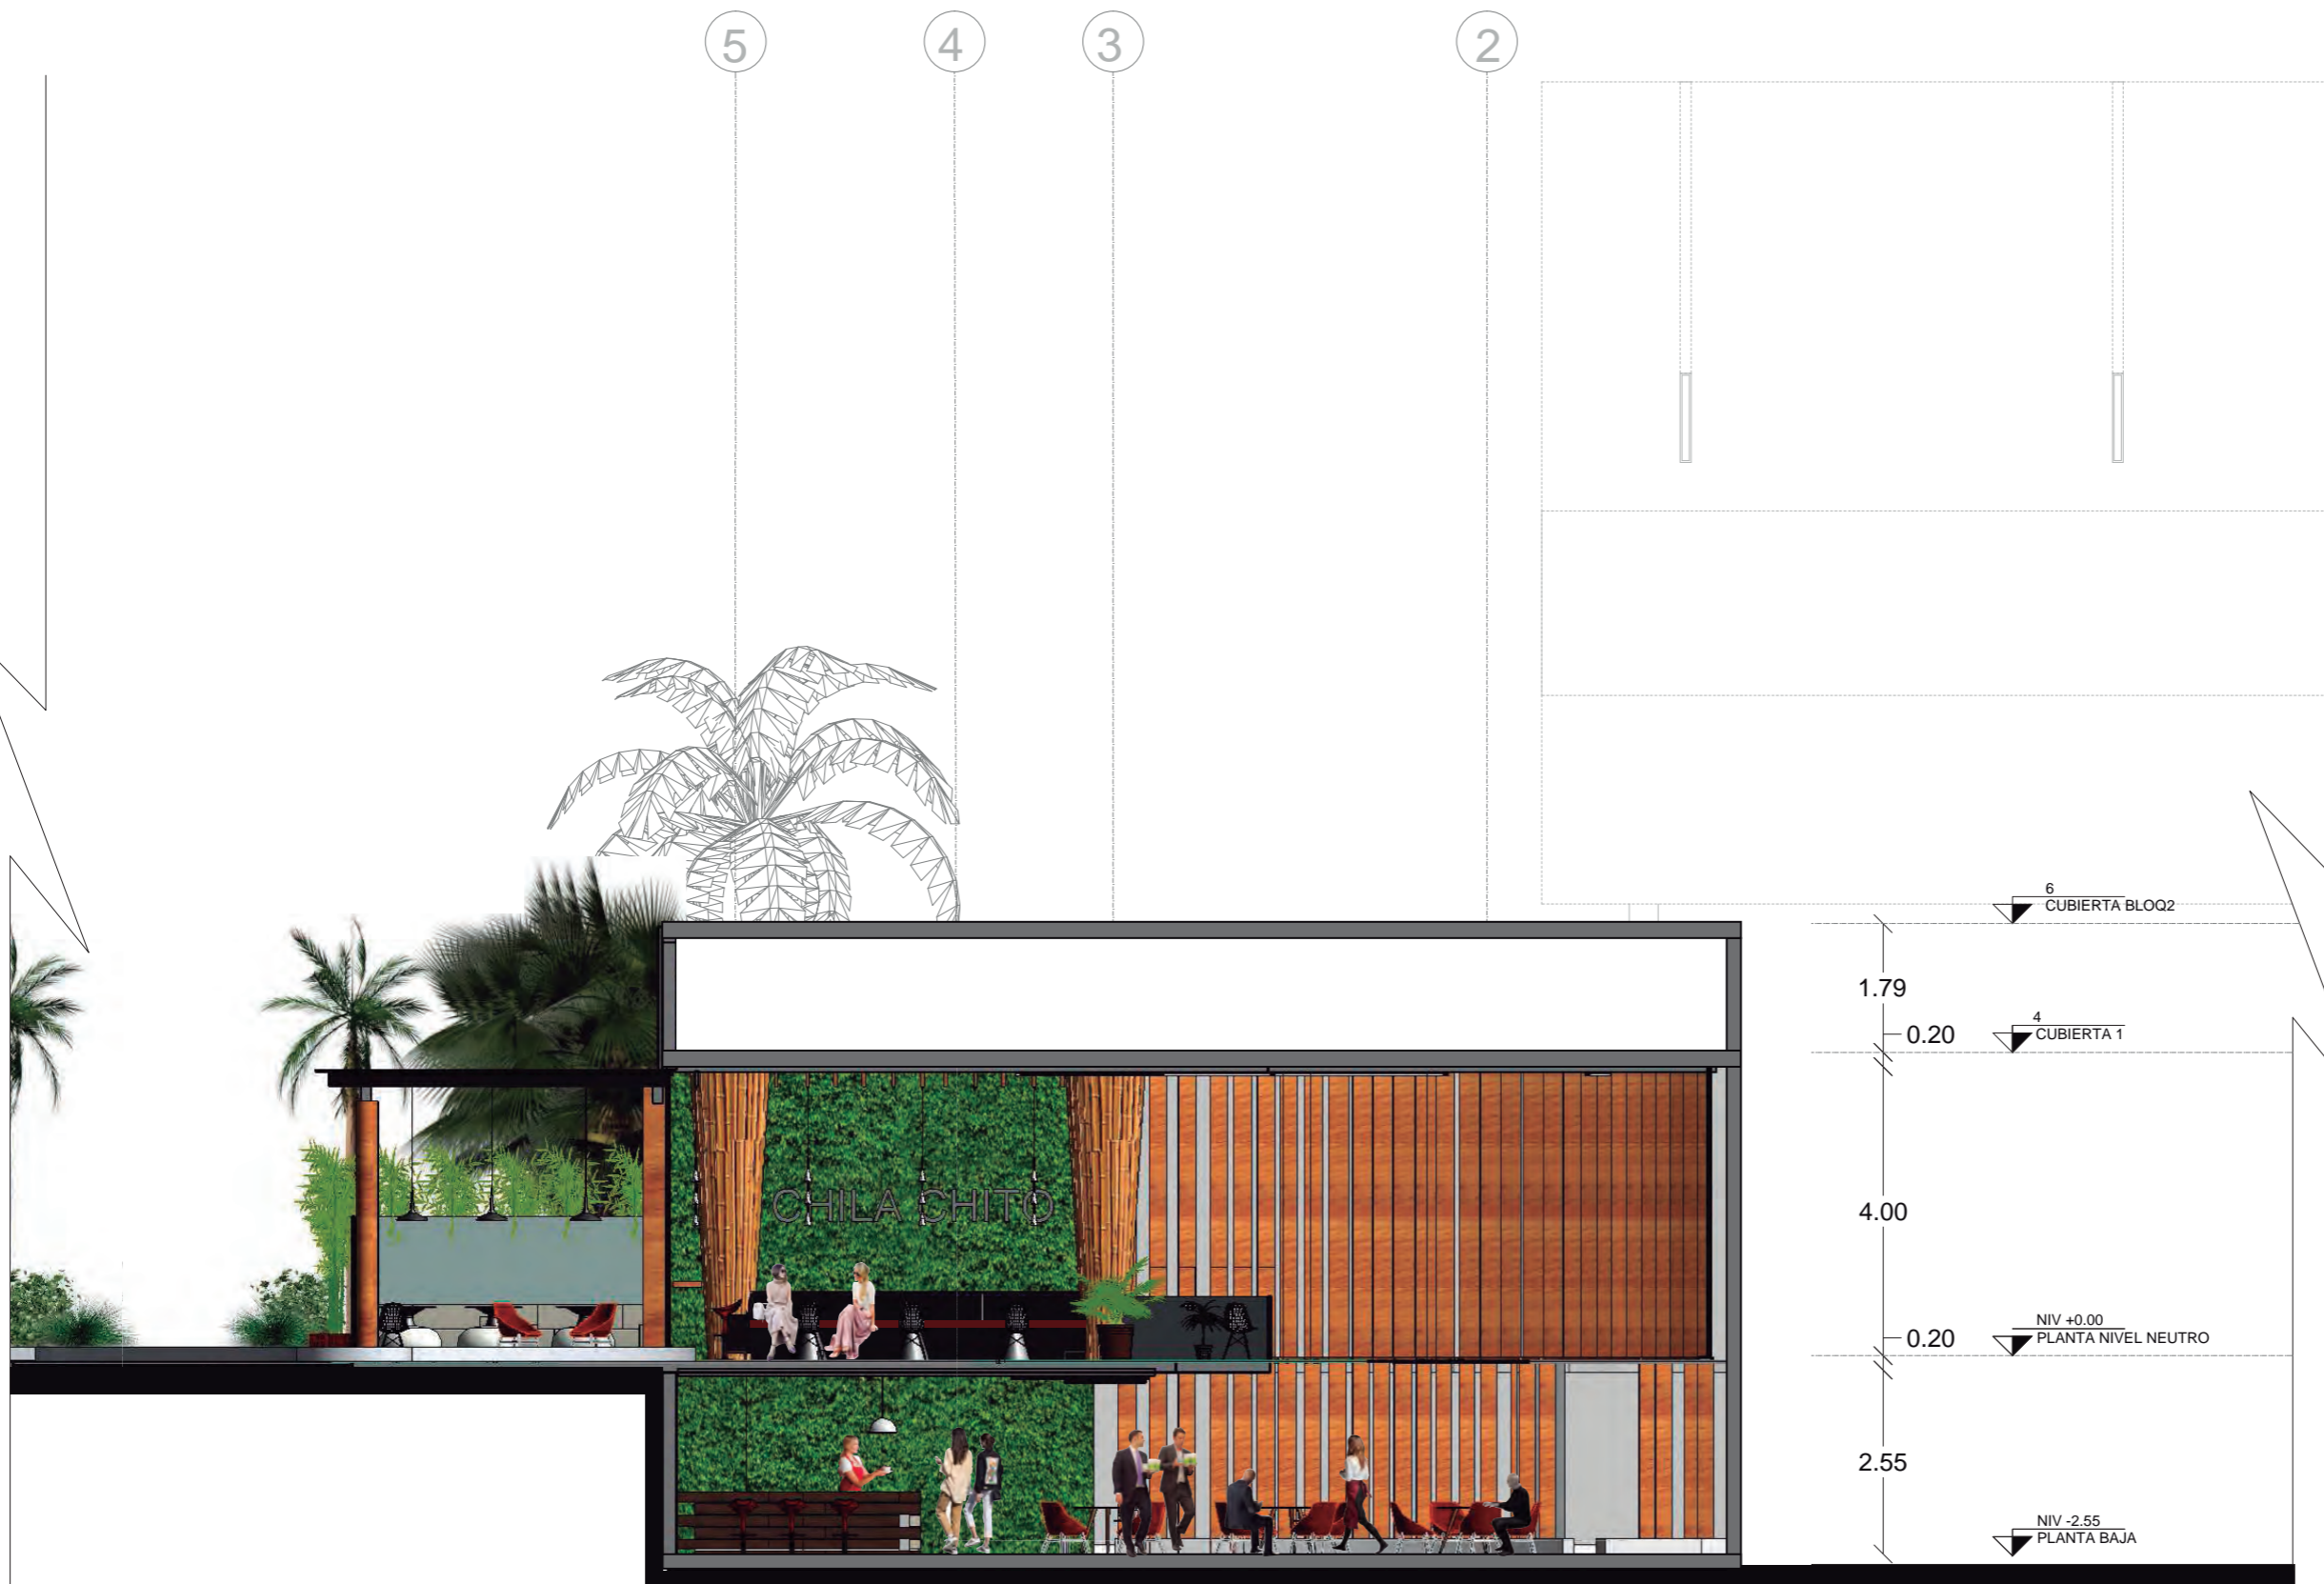 5 4 3 2
6
CUBIERTA BLOQ2
1.79
4
0.20
CUBIERTA 1
CHILA CHITO
4.00
NIV +0.00
0.20
PLANTA NIVEL NEUTRO
2.55
NIV -2.55
PLANTA BAJA